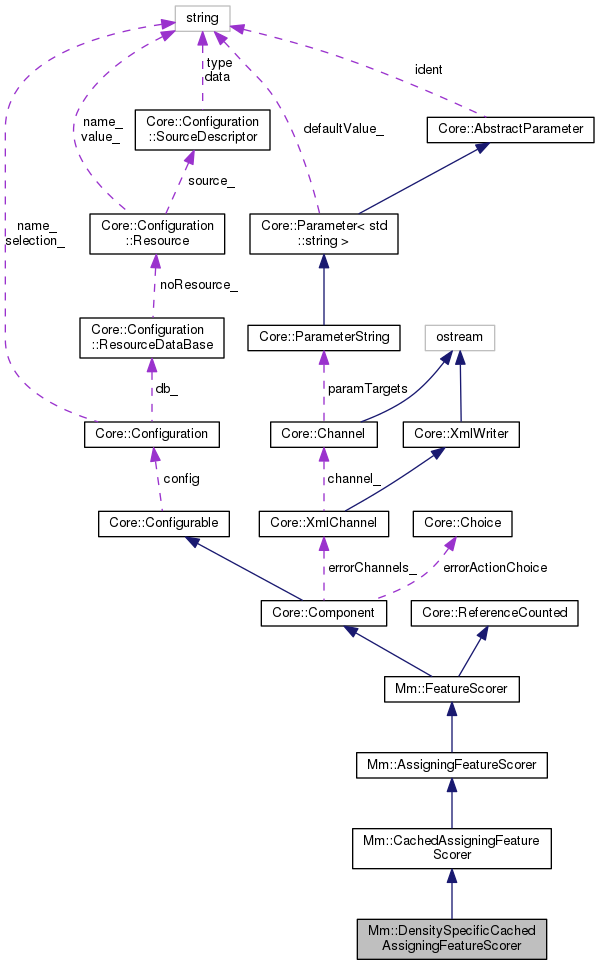 string
ident
type
data
name_
value_
defaultValue_
Core::Configuration
::SourceDescriptor
Core::AbstractParameter
source_
name_
selection_
Core::Configuration
::Resource
Core::Parameter< std
::string >
noResource_
Core::Configuration
::ResourceDataBase
Core::ParameterString
ostream
db_
paramTargets
Core::Configuration
Core::Channel
Core::XmlWriter
config
channel_
Core::Configurable
Core::XmlChannel
Core::Choice
errorChannels_
errorActionChoice
Core::Component
Core::ReferenceCounted
Mm::FeatureScorer
Mm::AssigningFeatureScorer
Mm::CachedAssigningFeature
Scorer
Mm::DensitySpecificCached
AssigningFeatureScorer